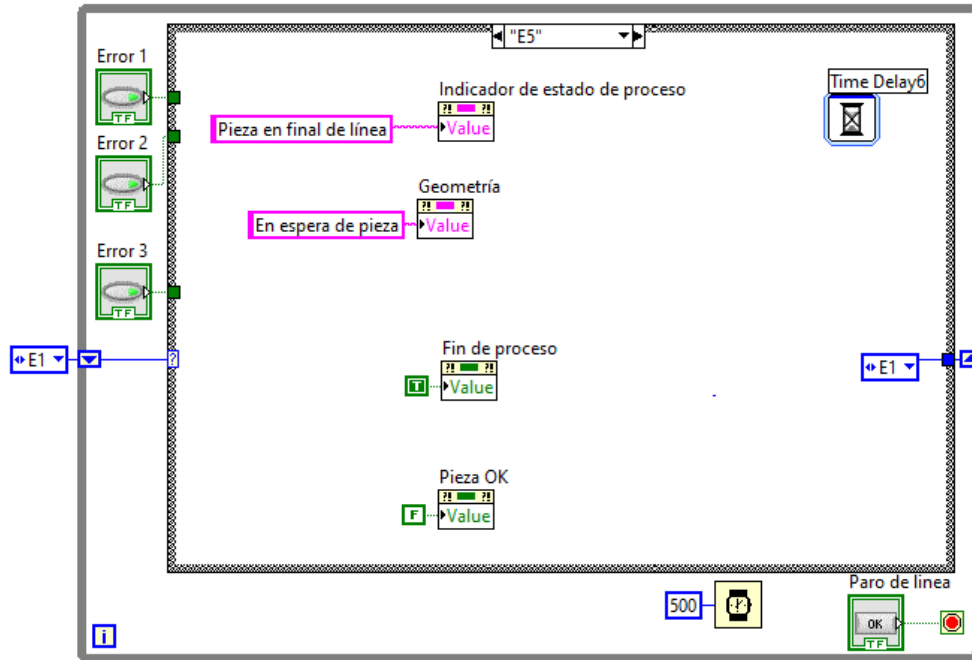 "E5"
Error 1
TF
Error 2
TF
Error 3
TF
E1
?
Indicador de estado de proceso
?! ?!
Pieza en final de línea
Value
Time Delay6
Geometría
?! ?!
En espera de pieza
Value
Fin de proceso
?! ?!
T
Value
E1
Pieza OK
?! ?!
F
Value
500
Paro de linea
OK
TF
i